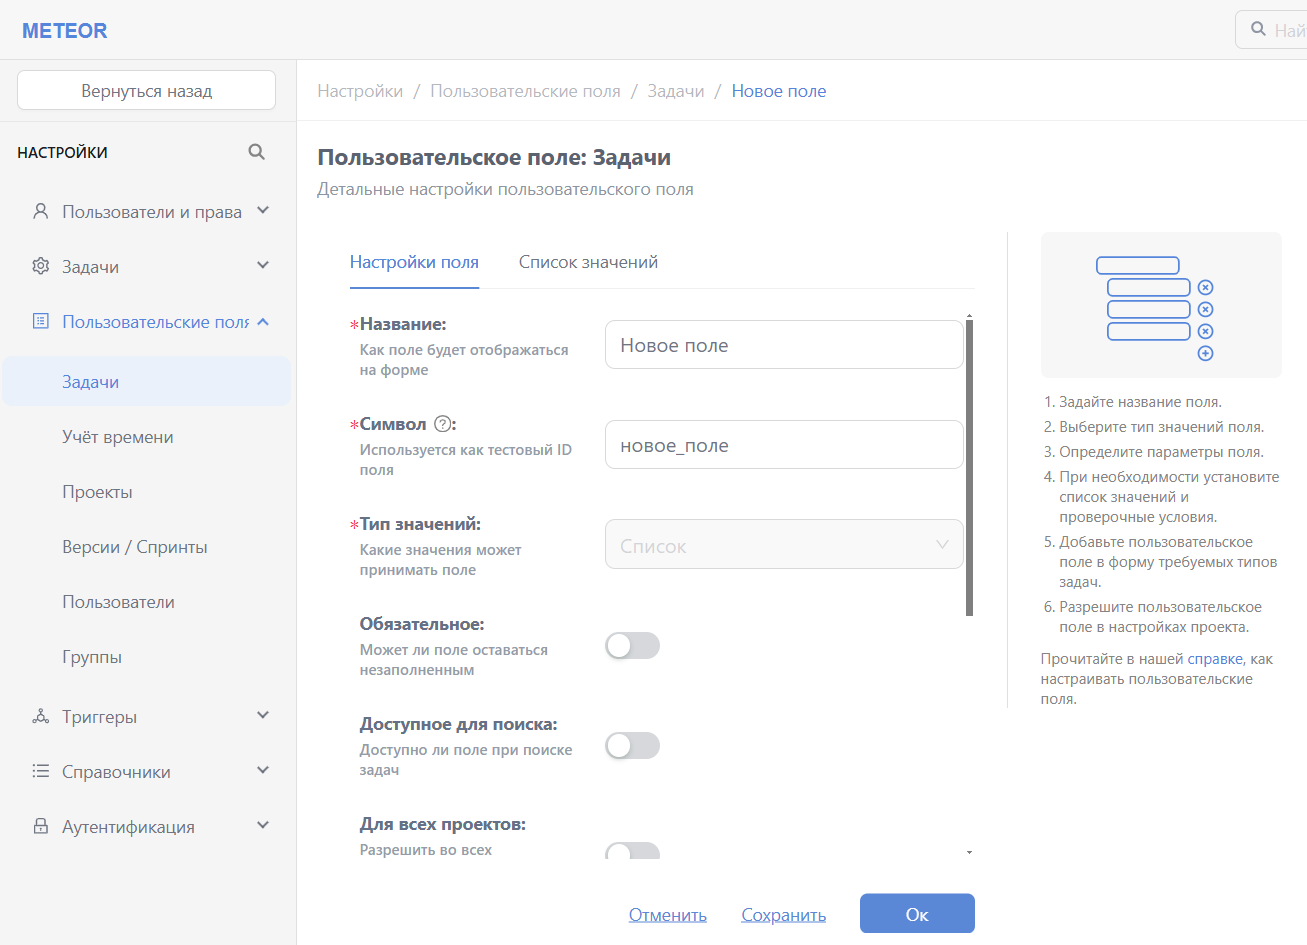 METEOR
Най
Вернуться назад
Настройки / Пользовательские поля / Задачи / Новое поле
НАСТРОЙКИ
Пользователи и права
Задачи
Пользовательские поля
Задачи
Учёт времени
Проекты
Версии / Спринты
Пользователи
Группы
Триггеры
Справочники
Аутентификация
Пользовательское поле: Задачи
Детальные настройки пользовательского поля
Настройки поля
Список значений
*Название:
Как поле будет отображаться
на форме
Новое поле
*Символ ?:
Используется как тестовый ID
поля
новое_поле
*Тип значений:
Какие значения может
принимать поле
Список
Обязательное:
Может ли поле оставаться
незаполненным
Доступное для поиска:
Доступно ли поле при поиске
задач
Для всех проектов:
Разрешить во всех
Отменить
Сохранить
Ок
1. Задайте название поля.
2. Выберите тип значений поля.
3. Определите параметры поля.
4. При необходимости установите
список значений и
проверочные условия.
5. Добавьте пользовательское
поле в форму требуемых типов
задач.
6. Разрешите пользовательское
поле в настройках проекта.
Прочитайте в нашей справке, как
настраивать пользовательские
поля.